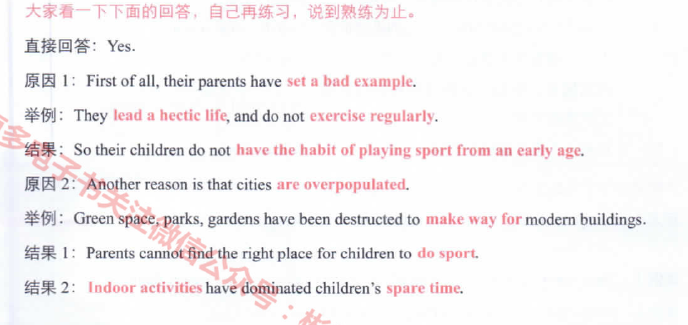 大家看一下下面的回答，自己再练习，说到熟练为止。
直接回答：Yes.
原因 1：First of all, their parents have set a bad example.
举例：They lead a hectic life, and do not exercise regularly.
结果：So their children do not have the habit of playing sport from an early age.
原因 2：Another reason is that cities are overpopulated.
举例：Green space, parks, gardens have been destructed to make way for modern buildings.
结果 1：Parents cannot find the right place for children to do sport.
结果 2：Indoor activities have dominated children's spare time.
多电子书关注微信公众号：